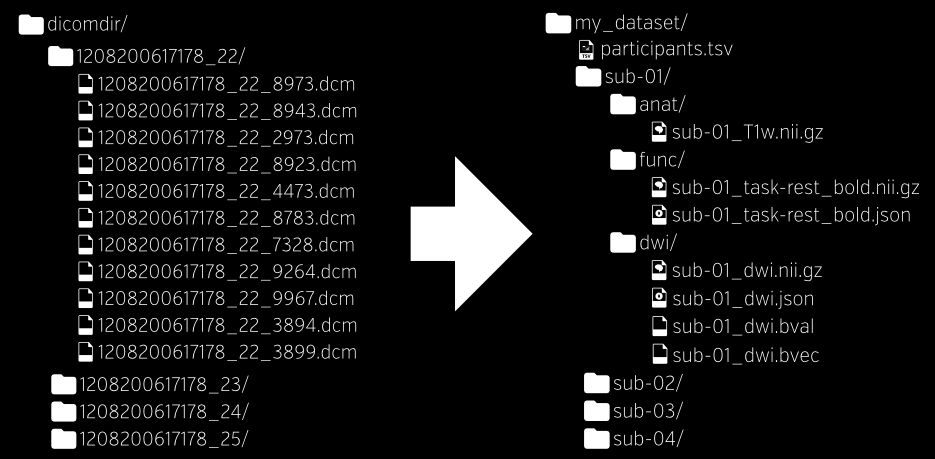 dicomdir/
1208200617178_22/
1208200617178_22_8973.dcm
1208200617178_22_8943.dcm
1208200617178_22_2973.dcm
1208200617178_22_8923.dcm
1208200617178_22_4473.dcm
1208200617178_22_8783.dcm
1208200617178_22_7328.dcm
1208200617178_22_9264.dcm
1208200617178_22_9967.dcm
1208200617178_22_3894.dcm
1208200617178_22_3899.dcm
1208200617178_23/
1208200617178_24/
1208200617178_25/
my_dataset/
participants.tsv
sub-01/
anat/
sub-01_T1w.nii.gz
func/
sub-01_task-rest_bold.nii.gz
sub-01_task-rest_bold.json
dwi/
sub-01_dwi.nii.gz
sub-01_dwi.json
sub-01_dwi.bval
sub-01_dwi.bvec
sub-02/
sub-03/
sub-04/